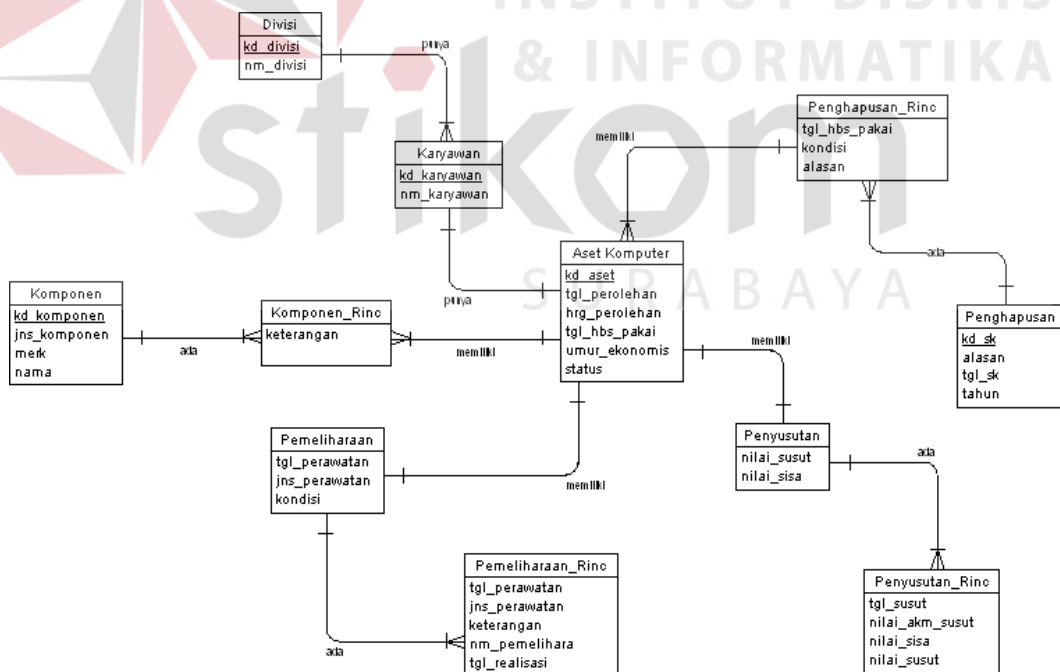 INSTITUT BISNIS
& INFORMATIKA
stikom
SURABAYA
Divisi
kd_divisi
nm_divisi
punya
Karyawan
kd_karyawan
nm_karyawan
punya
Penghapusan_Rinc
tgl_hbs_pakai
kondisi
alasan
memiliki
ada
Penghapusan
kd_sk
alasan
tgl_sk
tahun
Aset Komputer
kd_aset
tgl_perolehan
hrg_perolehan
tgl_hbs_pakai
umur_ekonomis
status
Komponen
kd_komponen
jns_komponen
merk
nama
ada
Komponen_Rinc
keterangan
memiliki
memiliki
Penyusutan
nilai_susut
nilai_sisa
ada
Pemeliharaan
tgl_perawatan
jns_perawatan
kondisi
memiliki
ada
Pemeliharaan_Rinc
tgl_perawatan
jns_perawatan
keterangan
nm_pemelihara
tgl_realisasi
Penyusutan_Rinc
tgl_susut
nilai_akm_susut
nilai_sisa
nilai_susut